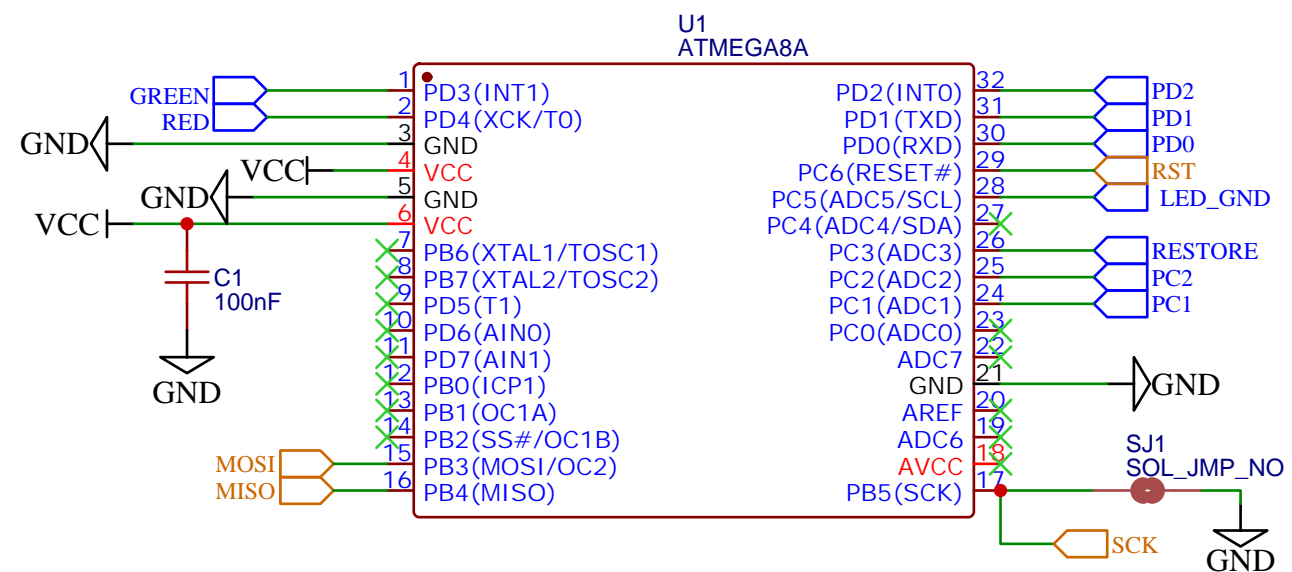 U1
ATMEGA8A
GREEN 1 PD3(INT1) PD2(INT0) 32 PD2
RED 2 PD4(XCK/T0) PD1(TXD) 31 PD1
GND 3 GND PD0(RXD) 30 PD0
VCC 4 VCC PC6(RESET#) 29 RST
GND 5 GND PC5(ADC5/SCL) 28 LED_GND
VCC 6 VCC PC4(ADC4/SDA) 27
7 PB6(XTAL1/TOSC1) PC3(ADC3) 26 RESTORE
C1 8 PB7(XTAL2/TOSC2) PC2(ADC2) 25 PC2
100nF 9 PD5(T1) PC1(ADC1) 24 PC1
10 PD6(AIN0) PC0(ADC0) 23
11 PD7(AIN1) ADC7 22
GND 12 PB0(ICP1) GND 21 GND
13 PB1(OC1A) AREF 20
14 PB2(SS#/OC1B) ADC6 19 SJ1
MOSI 15 PB3(MOSI/OC2) AVCC 18 SOL_JMP_NO
MISO 16 PB4(MISO) PB5(SCK) 17
SCK
GND